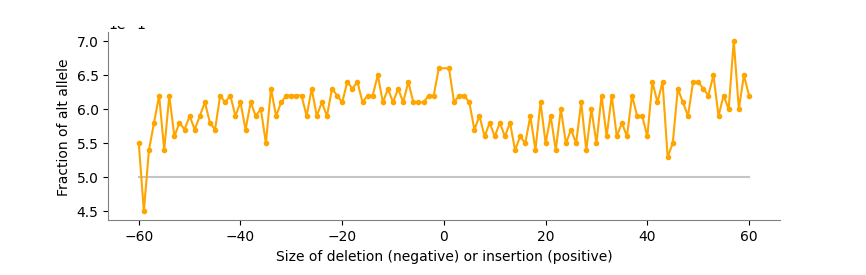 7.0
6.5
6.0
5.5
5.0
4.5
Fraction of alt allele
−60 −40 −20 0 20 40 60
Size of deletion (negative) or insertion (positive)